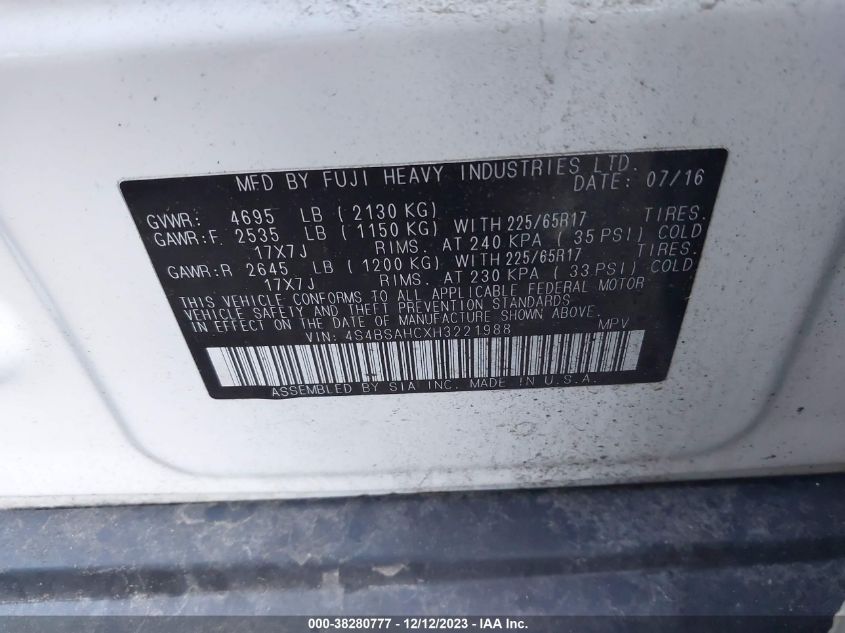 MFD BY FUJI HEAVY INDUSTRIES LTD.
DATE: 07/16
GVWR: 4695 LB ( 2130 KG)
GAWR:F 2535 LB ( 1150 KG) WITH 225/65R17 TIRES.
17X7J RIMS. AT 240 KPA ( 35 PSI) COLD
GAWR:R 2645 LB ( 1200 KG) WITH 225/65R17 TIRES.
17X7J RIMS. AT 230 KPA ( 33 PSI) COLD
THIS VEHICLE CONFORMS TO ALL APPLICABLE FEDERAL MOTOR
VEHICLE SAFETY AND THEFT PREVENTION STANDARDS
IN EFFECT ON THE DATE OF MANUFACTURE SHOWN ABOVE.
VIN: 4S4BSAHCXH3221988 MPV
ASSEMBLED BY SIA INC. MADE IN U.S.A.
000-38280777 - 12/12/2023 - IAA Inc.